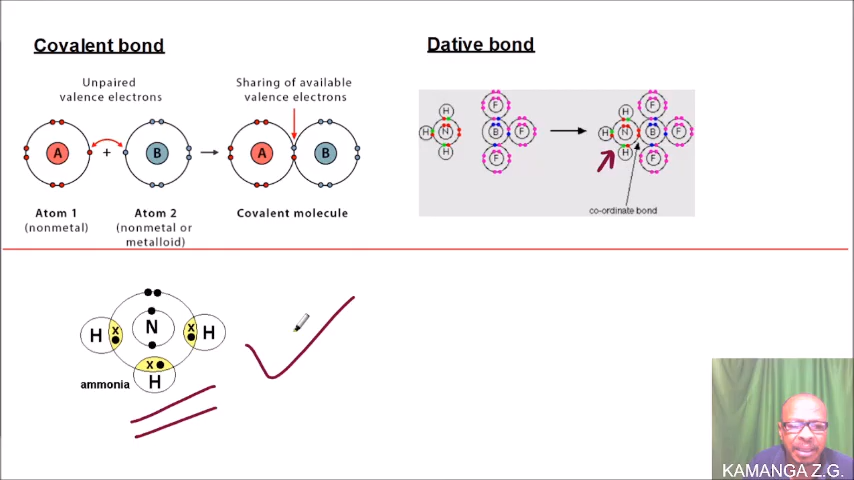 Covalent bond
Unpaired
valence electrons
Sharing of available
valence electrons
A
+
B
A
B
Atom 1
(nonmetal)
Atom 2
(nonmetal or
metalloid)
Covalent molecule
Dative bond
H
H
N
H
F
B
F
F
H
H
N
H
F
B
F
F
co-ordinate bond
H
x
N
x
H
x
H
ammonia
KAMANGA Z.G.